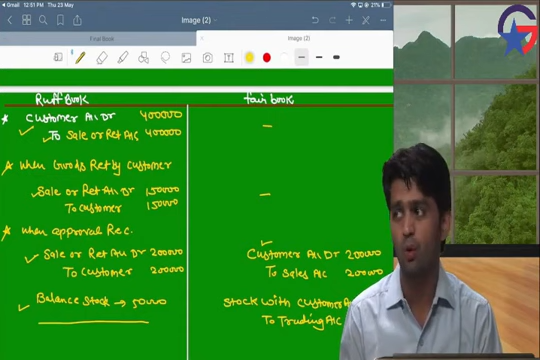 Gmail 12:51 PM Thu 23 May
Image (2)
Final Book
Image (2)
Ruff Book
fair book
Customer A/c Dr 400000
To Sale or Ret A/c 400000
—
When Goods Ret by customer
Sale or Ret A/c Dr 150000
To Customer 150000
—
When approval Rec.
Sale or Ret A/c Dr 200000
To Customer 200000
Customer A/c Dr 200000
To Sales A/c 200000
Balance Stock → 50000
Stock with Customer A
To Trading A/c
G